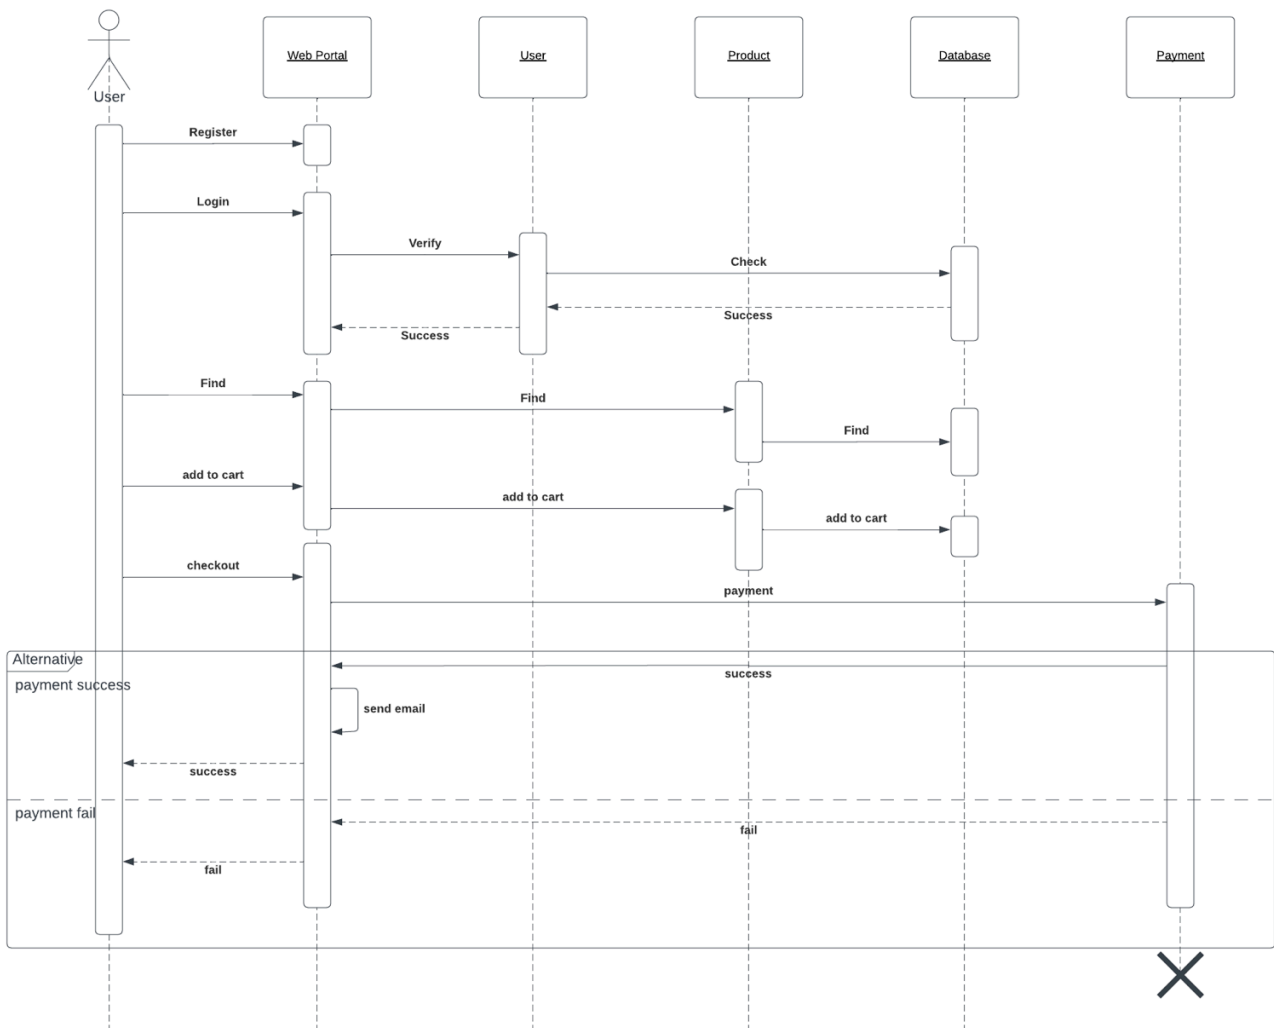 User
Web Portal
User
Product
Database
Payment
Register
Login
Verify
Check
Success
Success
Find
Find
Find
add to cart
add to cart
add to cart
checkout
payment
Alternative
success
payment success
send email
success
payment fail
fail
fail